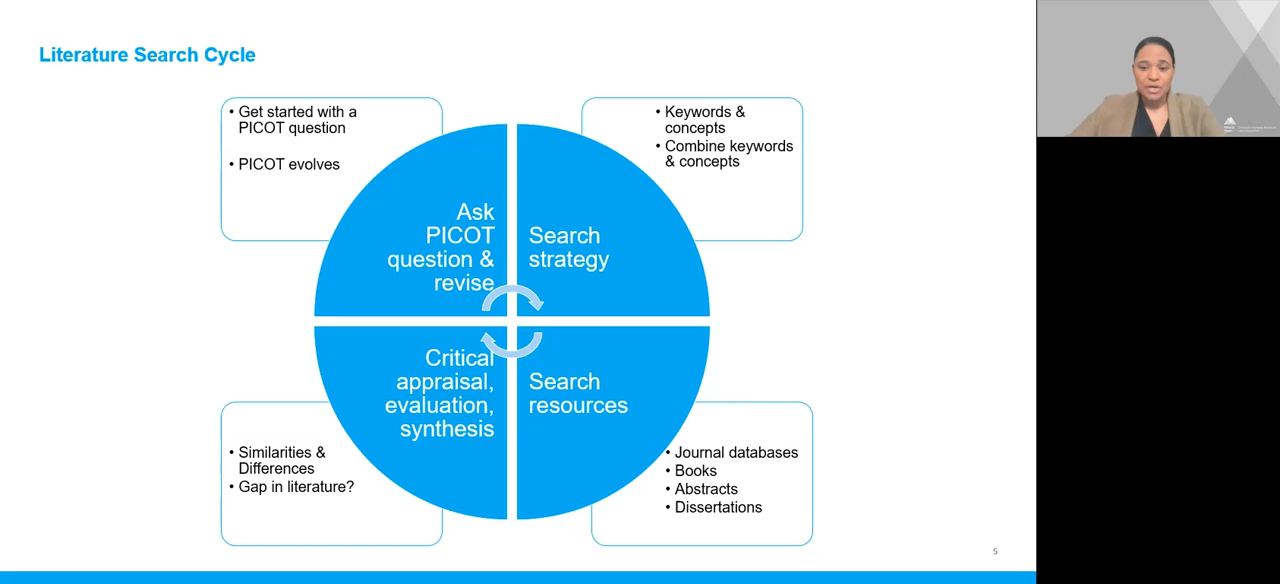 Literature Search Cycle
• Get started with a
PICOT question
• PICOT evolves
• Keywords &
concepts
• Combine keywords
& concepts
Ask
PICOT
question &
revise
Search
strategy
Critical
appraisal,
evaluation,
synthesis
Search
resources
• Similarities &
Differences
• Gap in literature?
• Journal databases
• Books
• Abstracts
• Dissertations
5